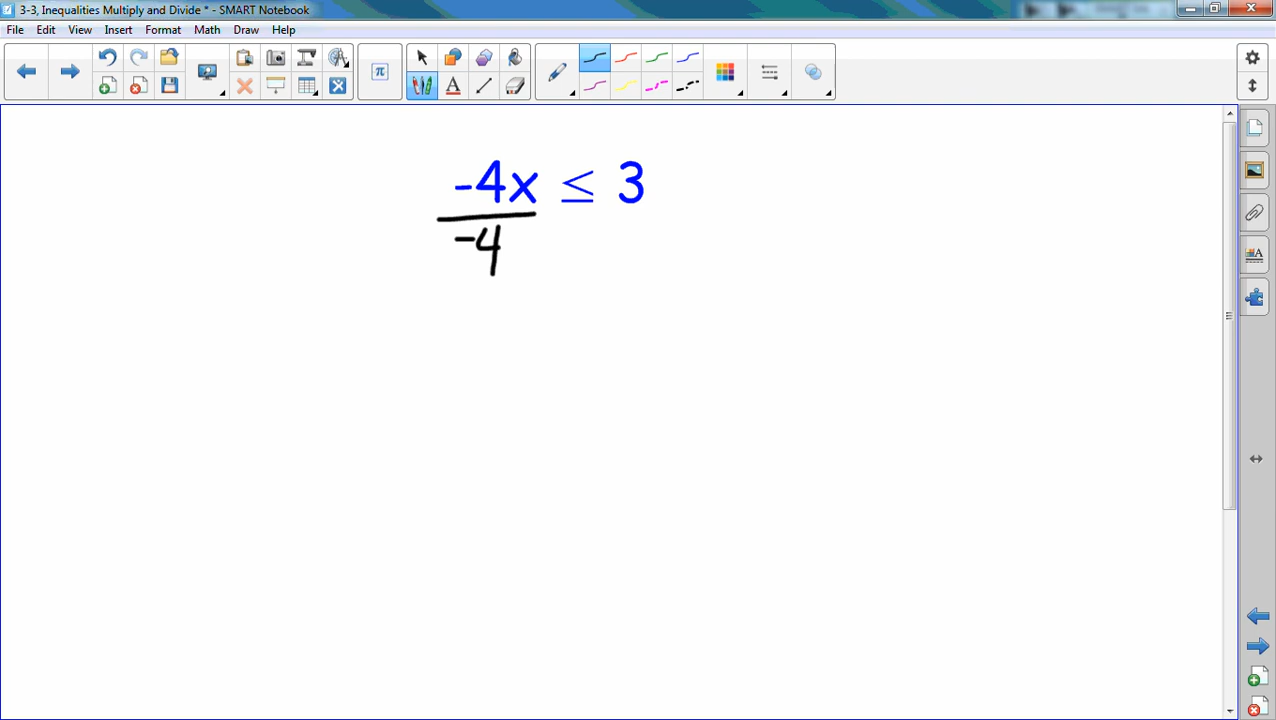 3-3, Inequalities Multiply and Divide * - SMART Notebook
File Edit View Insert Format Math Draw Help
π A
-4x ≤ 3
-4